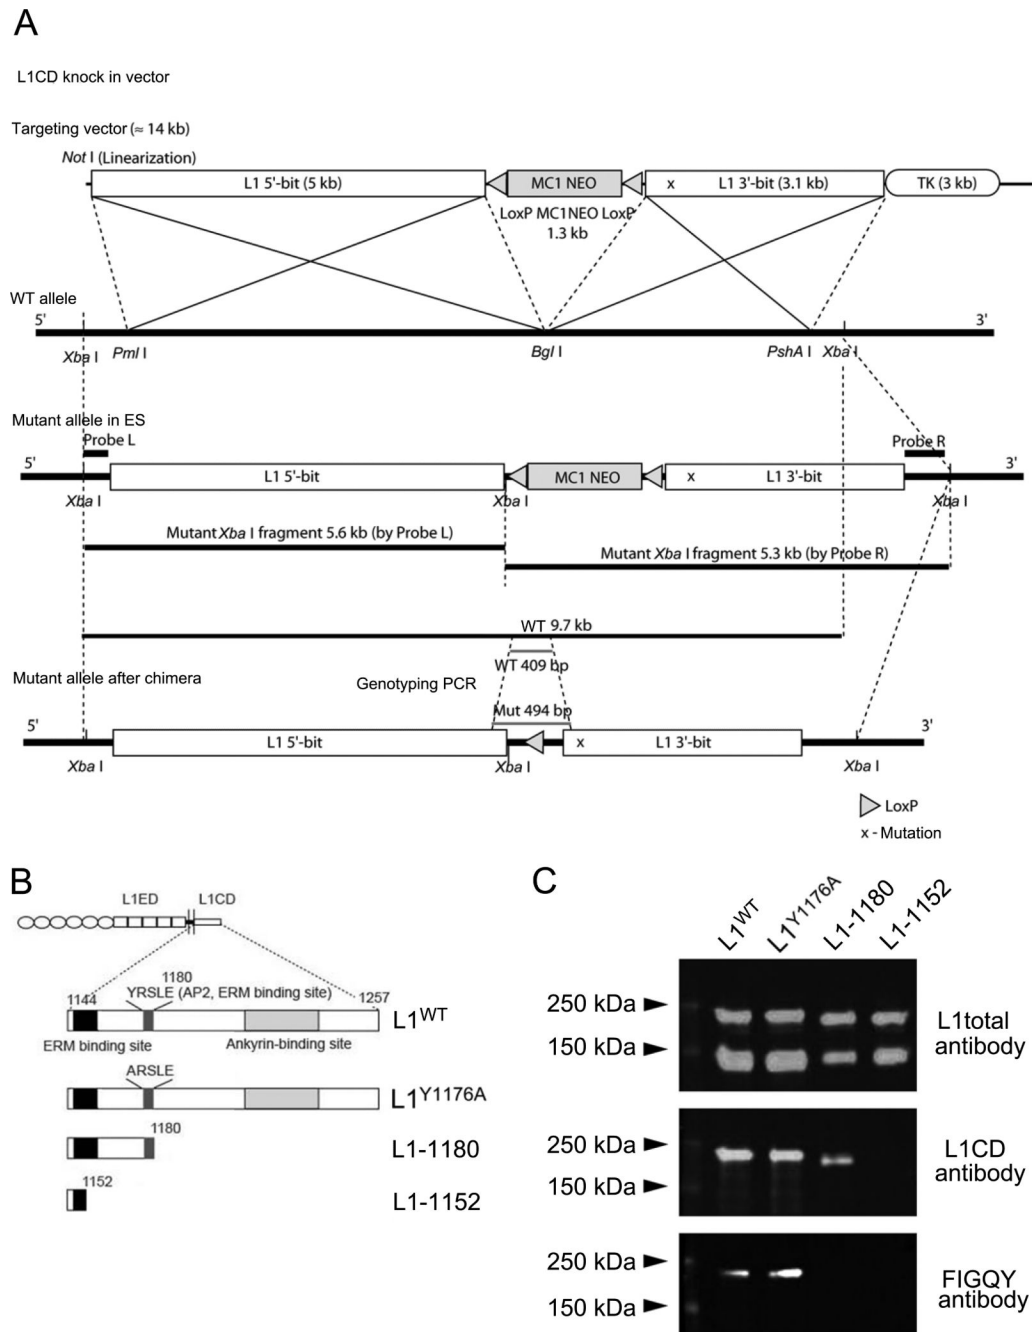 A
L1CD knock in vector
Targeting vector (≈ 14 kb)
Not I (Linearization)
L1 5'-bit (5 kb)
MC1 NEO
x
L1 3'-bit (3.1 kb)
TK (3 kb)
LoxP MC1NEO LoxP
1.3 kb
WT allele
5'
3'
Xba I
Pml I
Bgl I
PshA I
Xba I
Mutant allele in ES
Probe L
Probe R
5'
3'
L1 5'-bit
MC1 NEO
x
L1 3'-bit
Xba I
Xba I
Xba I
Mutant Xba I fragment 5.6 kb (by Probe L)
Mutant Xba I fragment 5.3 kb (by Probe R)
WT 9.7 kb
WT 409 bp
Mutant allele after chimera
Genotyping PCR
Mut 494 bp
5'
3'
L1 5'-bit
x
L1 3'-bit
Xba I
Xba I
Xba I
LoxP
x - Mutation
B
L1ED
L1CD
1180
1144
YRSLE (AP2, ERM binding site)
1257
L1WT
ERM binding site
Ankyrin-binding site
ARSLE
L1Y1176A
1180
L1-1180
1152
L1-1152
C
L1WT
L1Y1176A
L1-1180
L1-1152
250 kDa
150 kDa
L1total
antibody
250 kDa
150 kDa
L1CD
antibody
250 kDa
150 kDa
FIGQY
antibody